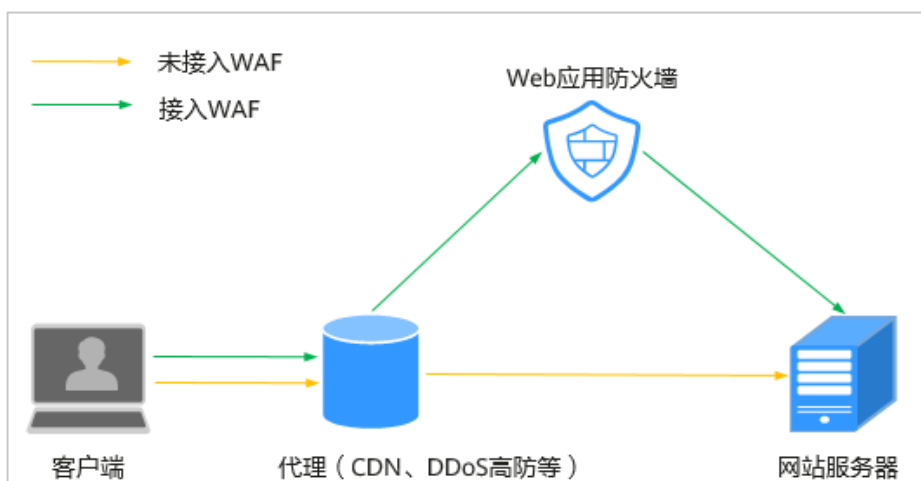 未接入WAF
接入WAF
Web应用防火墙
客户端
代理（CDN、DDoS高防等）
网站服务器